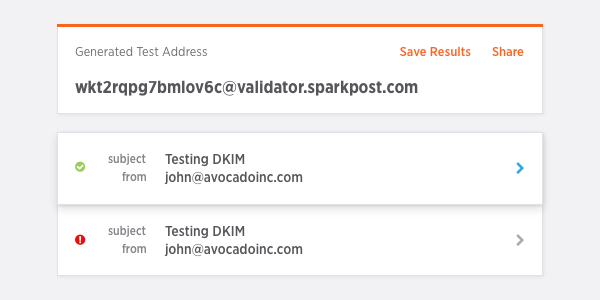 Generated Test Address Save Results Share
wkt2rqpg7bmlov6c@validator.sparkpost.com
subject Testing DKIM
from john@avocadoinc.com
subject Testing DKIM
from john@avocadoinc.com